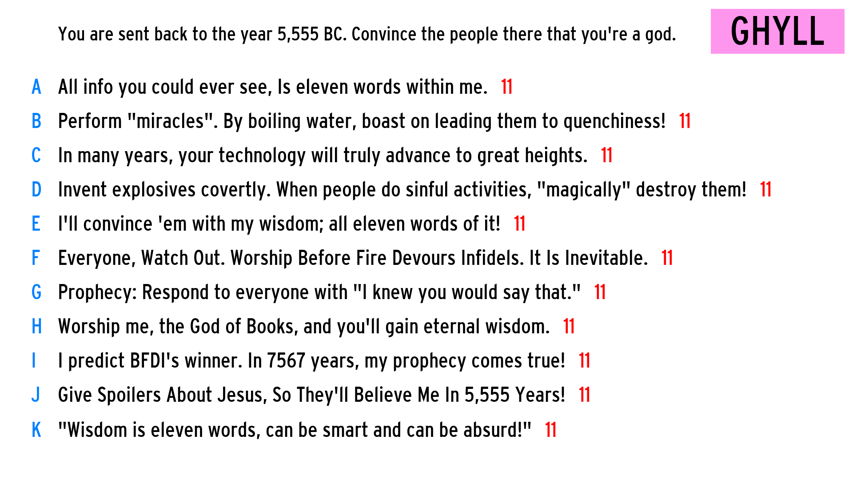 You are sent back to the year 5,555 BC. Convince the people there that you're a god.
GHYLL
A All info you could ever see, Is eleven words within me. 11
B Perform "miracles". By boiling water, boast on leading them to quenchiness! 11
C In many years, your technology will truly advance to great heights. 11
D Invent explosives covertly. When people do sinful activities, "magically" destroy them! 11
E I'll convince 'em with my wisdom; all eleven words of it! 11
F Everyone, Watch Out. Worship Before Fire Devours Infidels. It Is Inevitable. 11
G Prophecy: Respond to everyone with "I knew you would say that." 11
H Worship me, the God of Books, and you'll gain eternal wisdom. 11
I I predict BFDI's winner. In 7567 years, my prophecy comes true! 11
J Give Spoilers About Jesus, So They'll Believe Me In 5,555 Years! 11
K "Wisdom is eleven words, can be smart and can be absurd!" 11